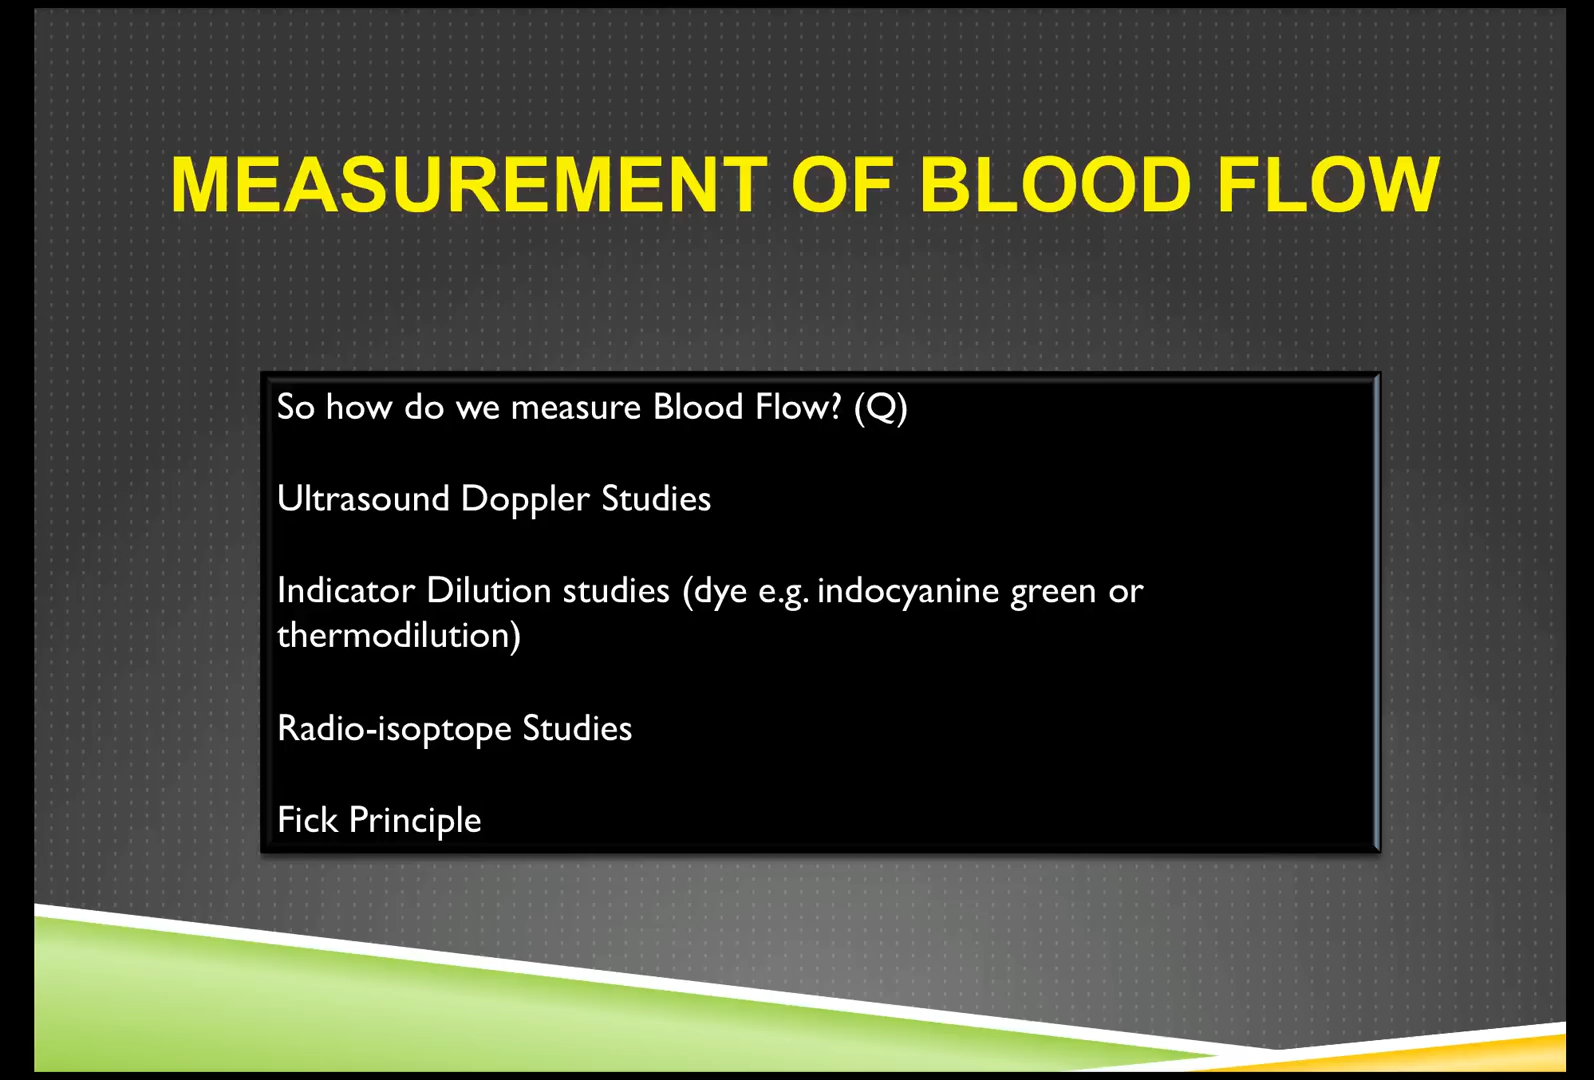 MEASUREMENT OF BLOOD FLOW
So how do we measure Blood Flow? (Q)
Ultrasound Doppler Studies
Indicator Dilution studies (dye e.g. indocyanine green or
thermodilution)
Radio-isoptope Studies
Fick Principle